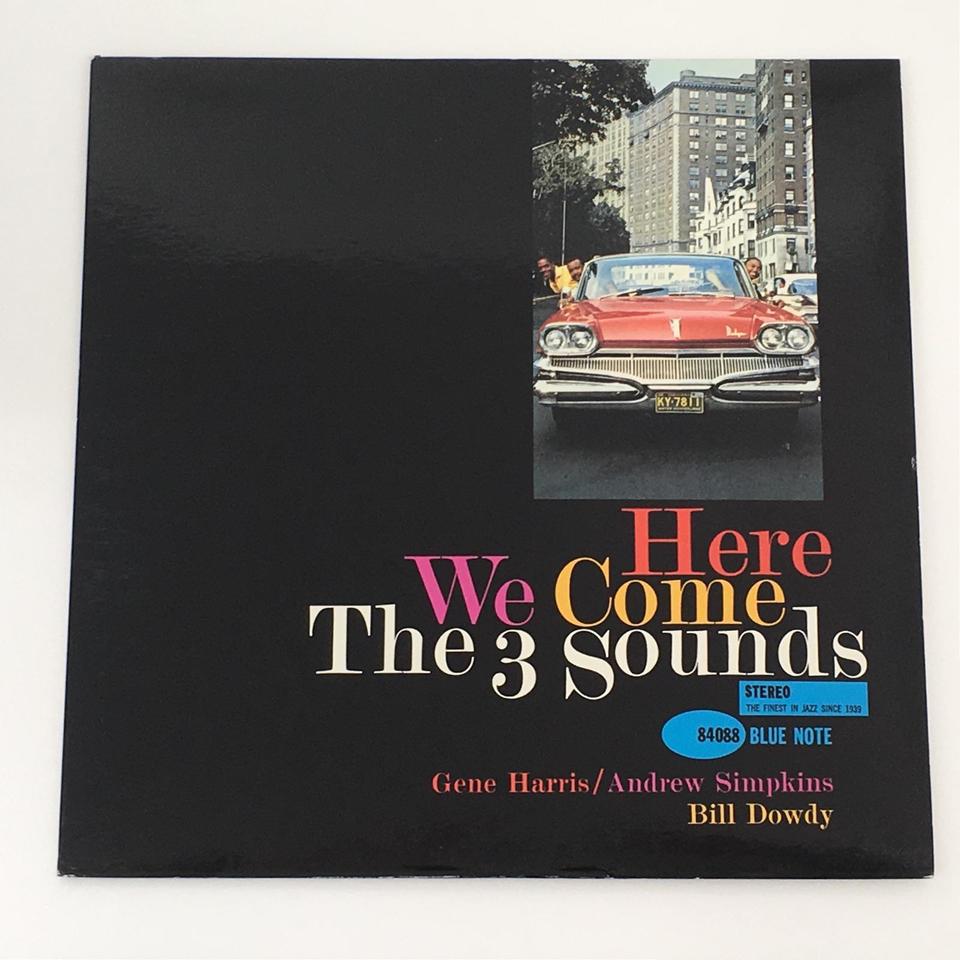 Dodge
KY·7811
Here
We Come
The 3 Sounds
STEREO
THE FINEST IN JAZZ SINCE 1939
84088 BLUE NOTE
Gene Harris/Andrew Simpkins
Bill Dowdy